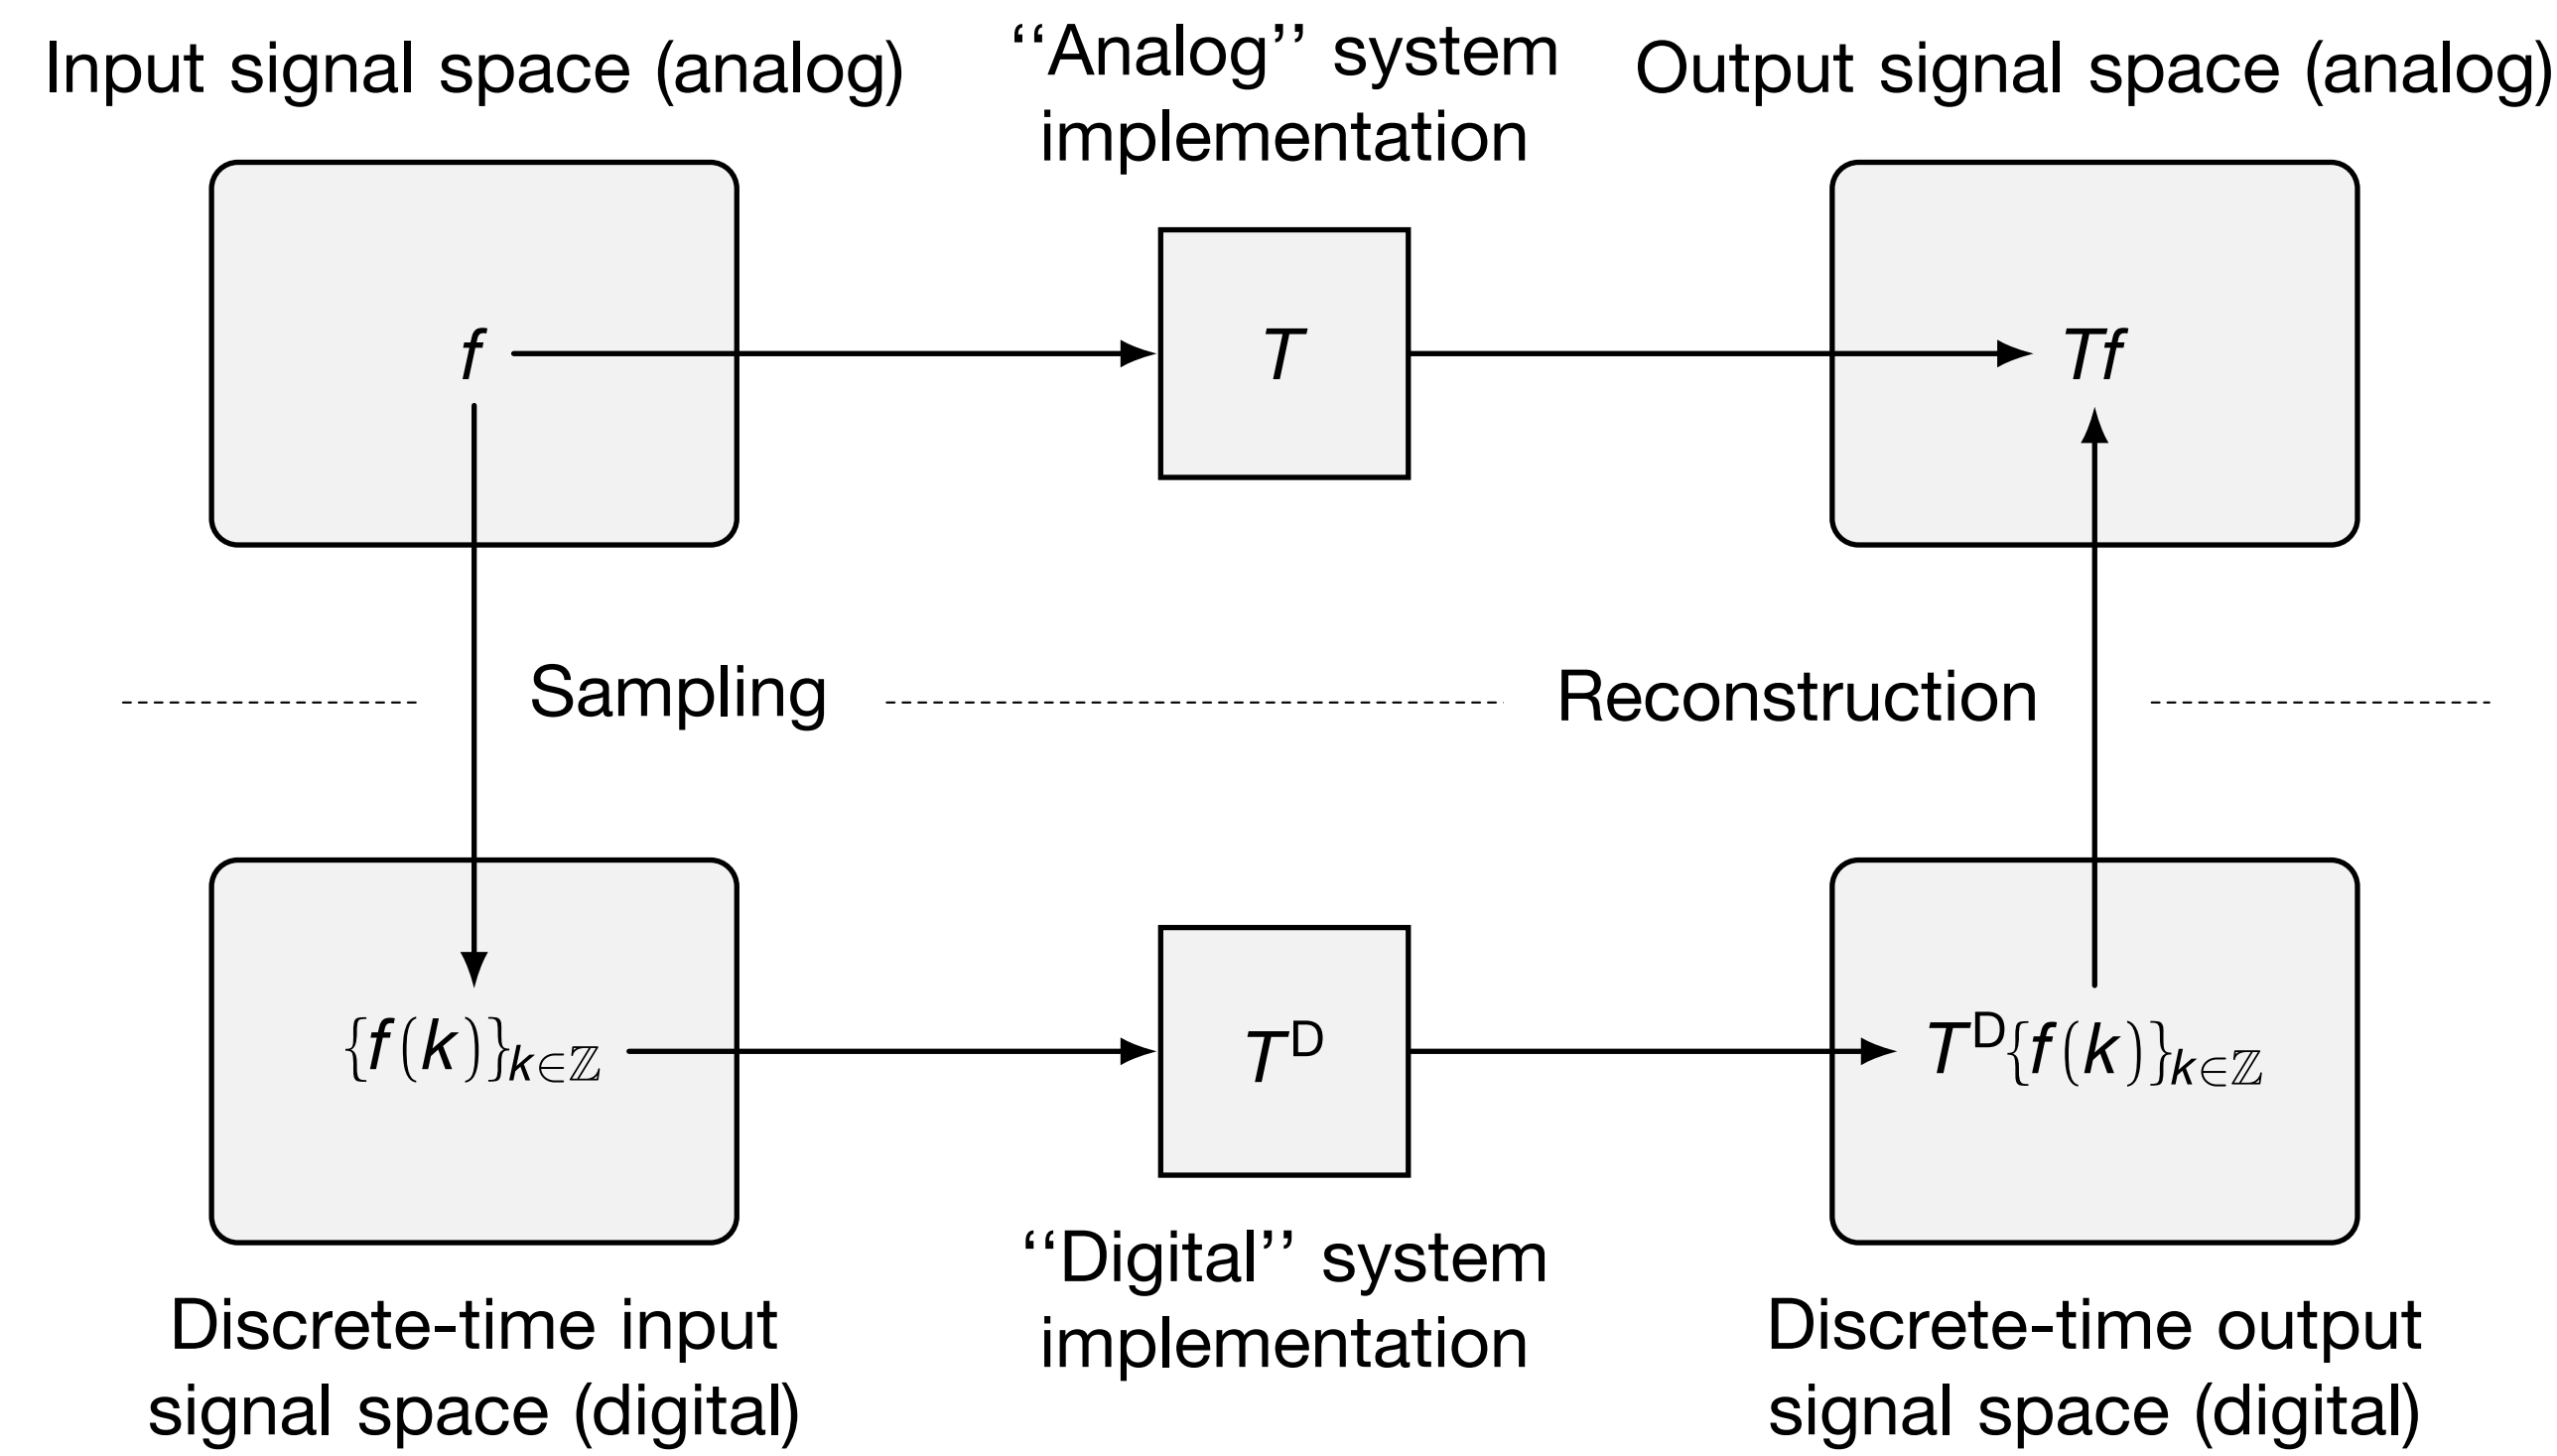 Input signal space (analog)
‘‘Analog’’ system
implementation
Output signal space (analog)
f
T
Tf
Sampling
Reconstruction
{f(k)}k∈ℤ
T^D
T^D{f(k)}k∈ℤ
‘‘Digital’’ system
implementation
Discrete-time input
signal space (digital)
Discrete-time output
signal space (digital)